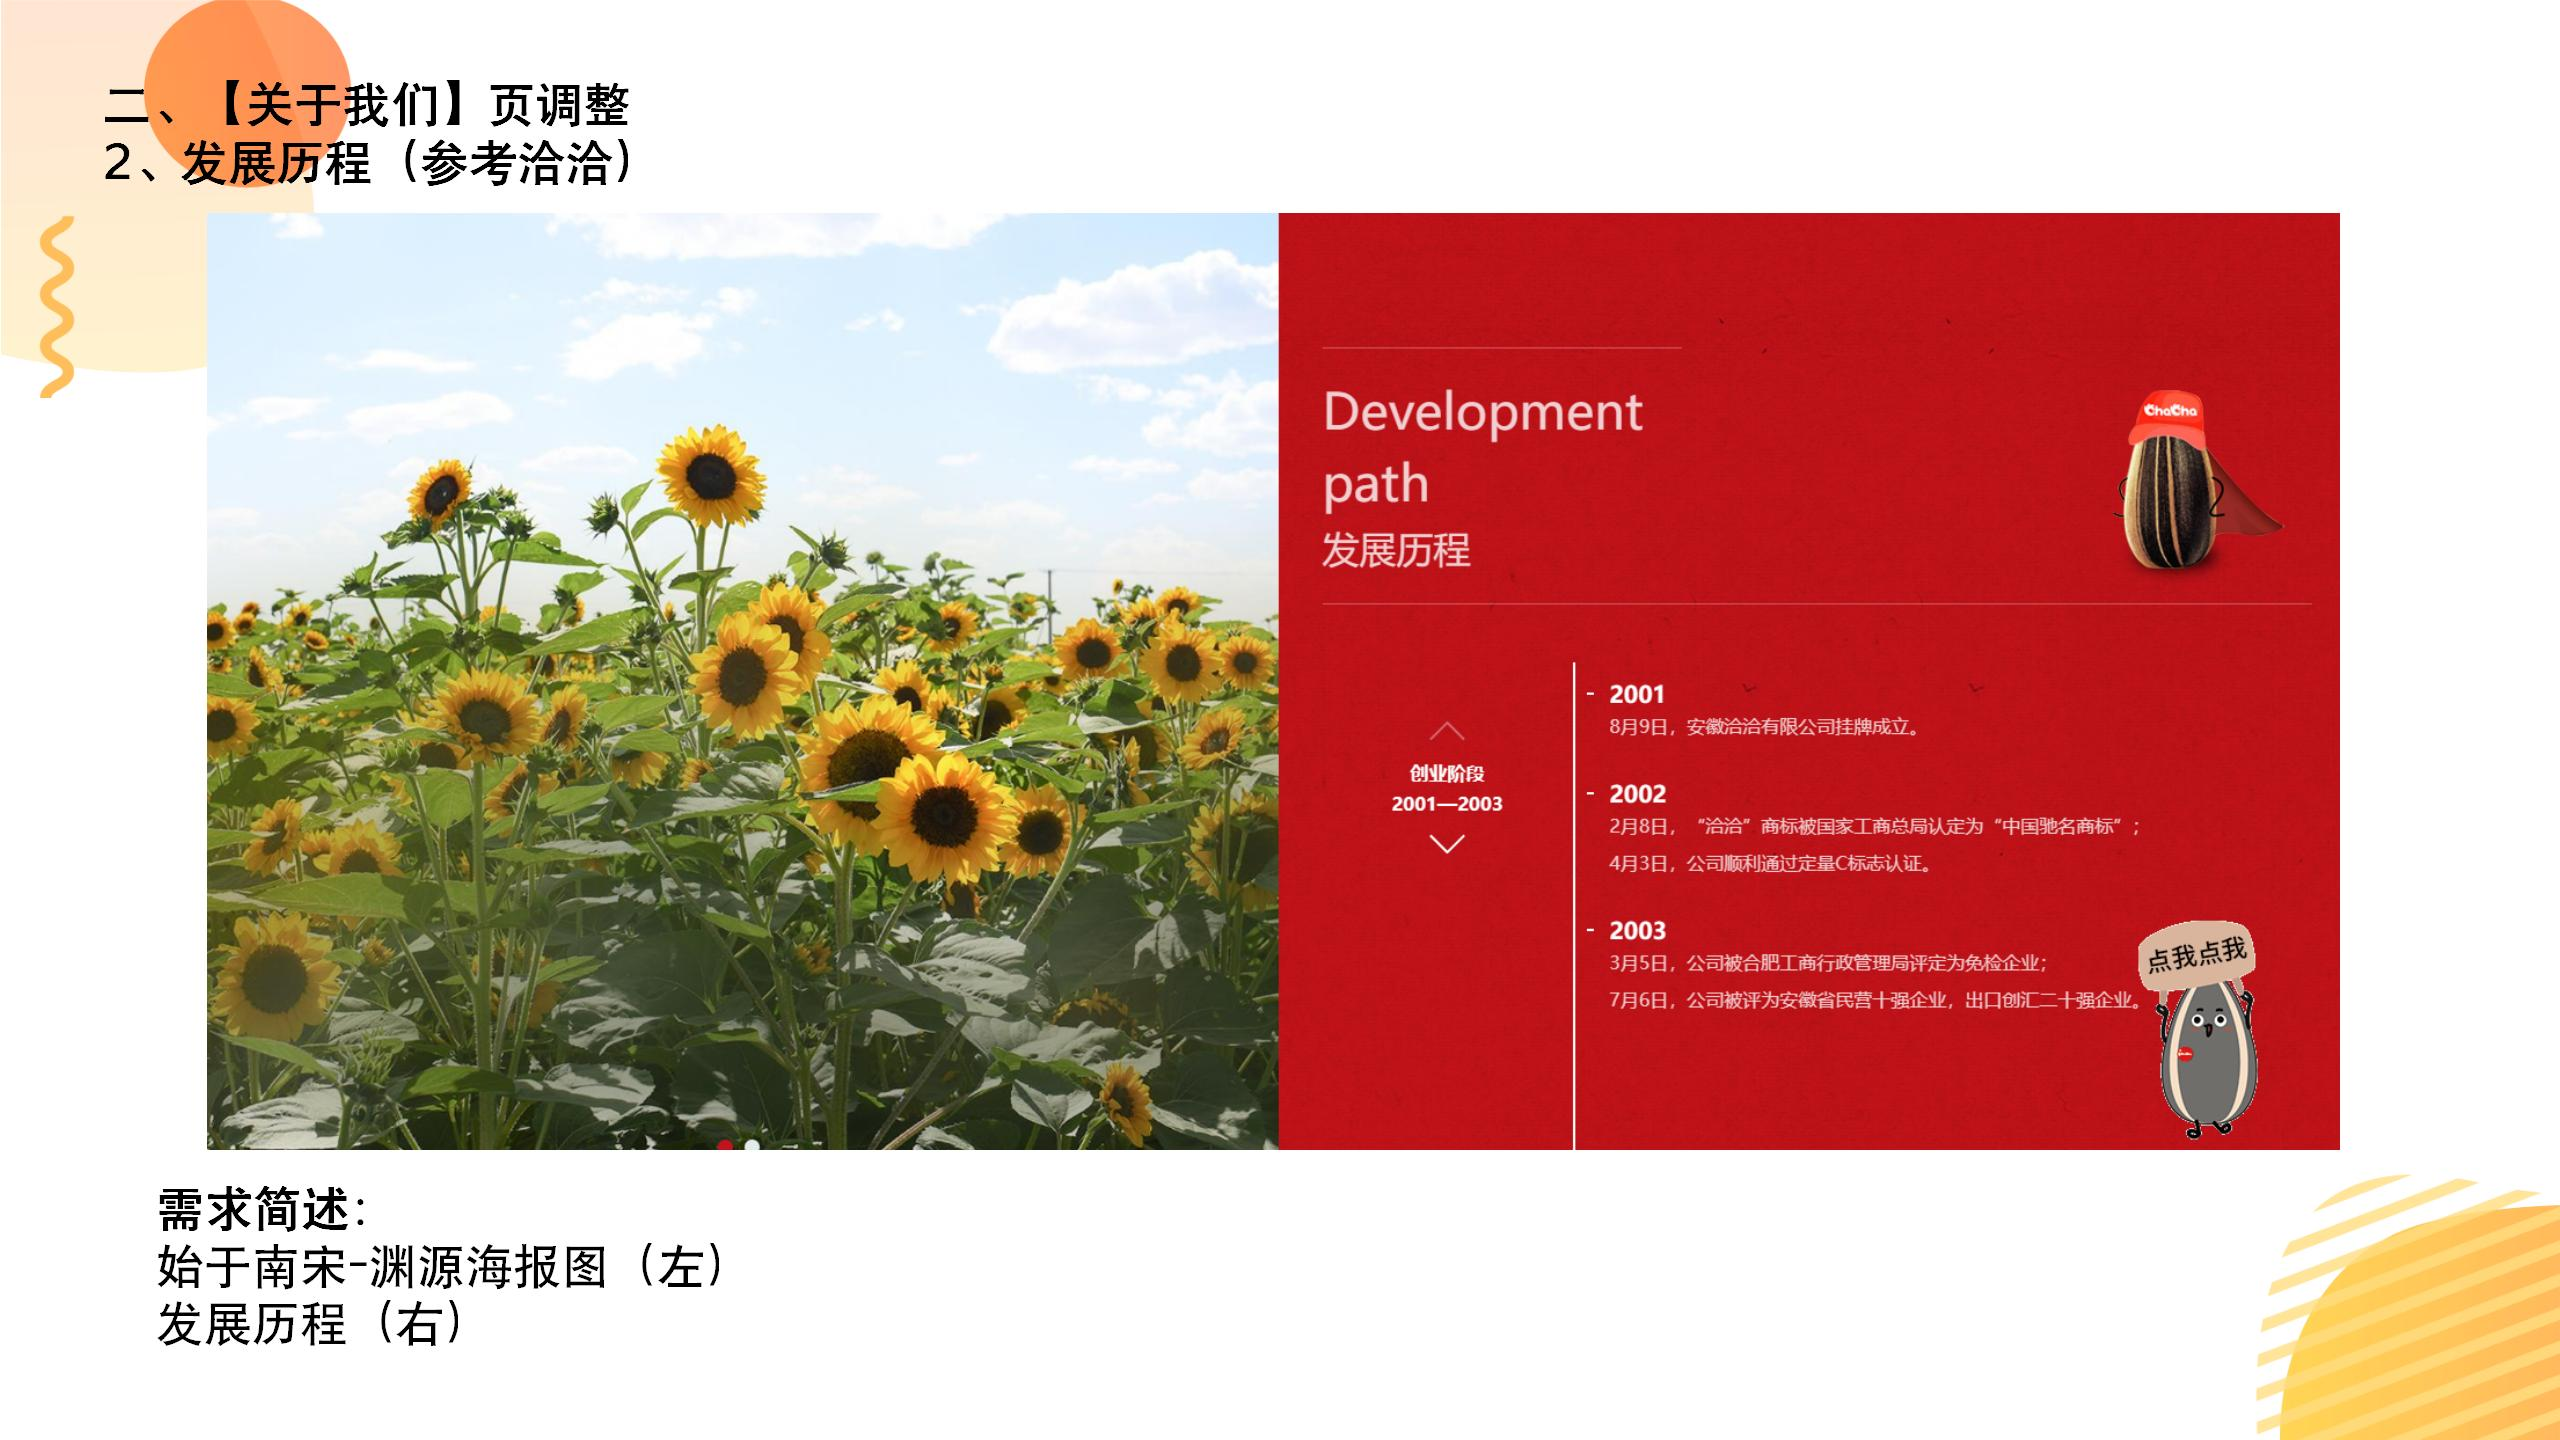 二、【关于我们】页调整
2、发展历程（参考洽洽）
Development
path
发展历程
ChaCha
创业阶段
2001—2003
- 2001
8月9日，安徽洽洽有限公司挂牌成立。
- 2002
2月8日，“洽洽”商标被国家工商总局认定为“中国驰名商标”；
4月3日，公司顺利通过定量C标志认证。
- 2003
3月5日，公司被合肥工商行政管理局评定为免检企业；
7月6日，公司被评为安徽省民营十强企业，出口创汇二十强企业。
点我点我
需求简述：
始于南宋-渊源海报图（左）
发展历程（右）